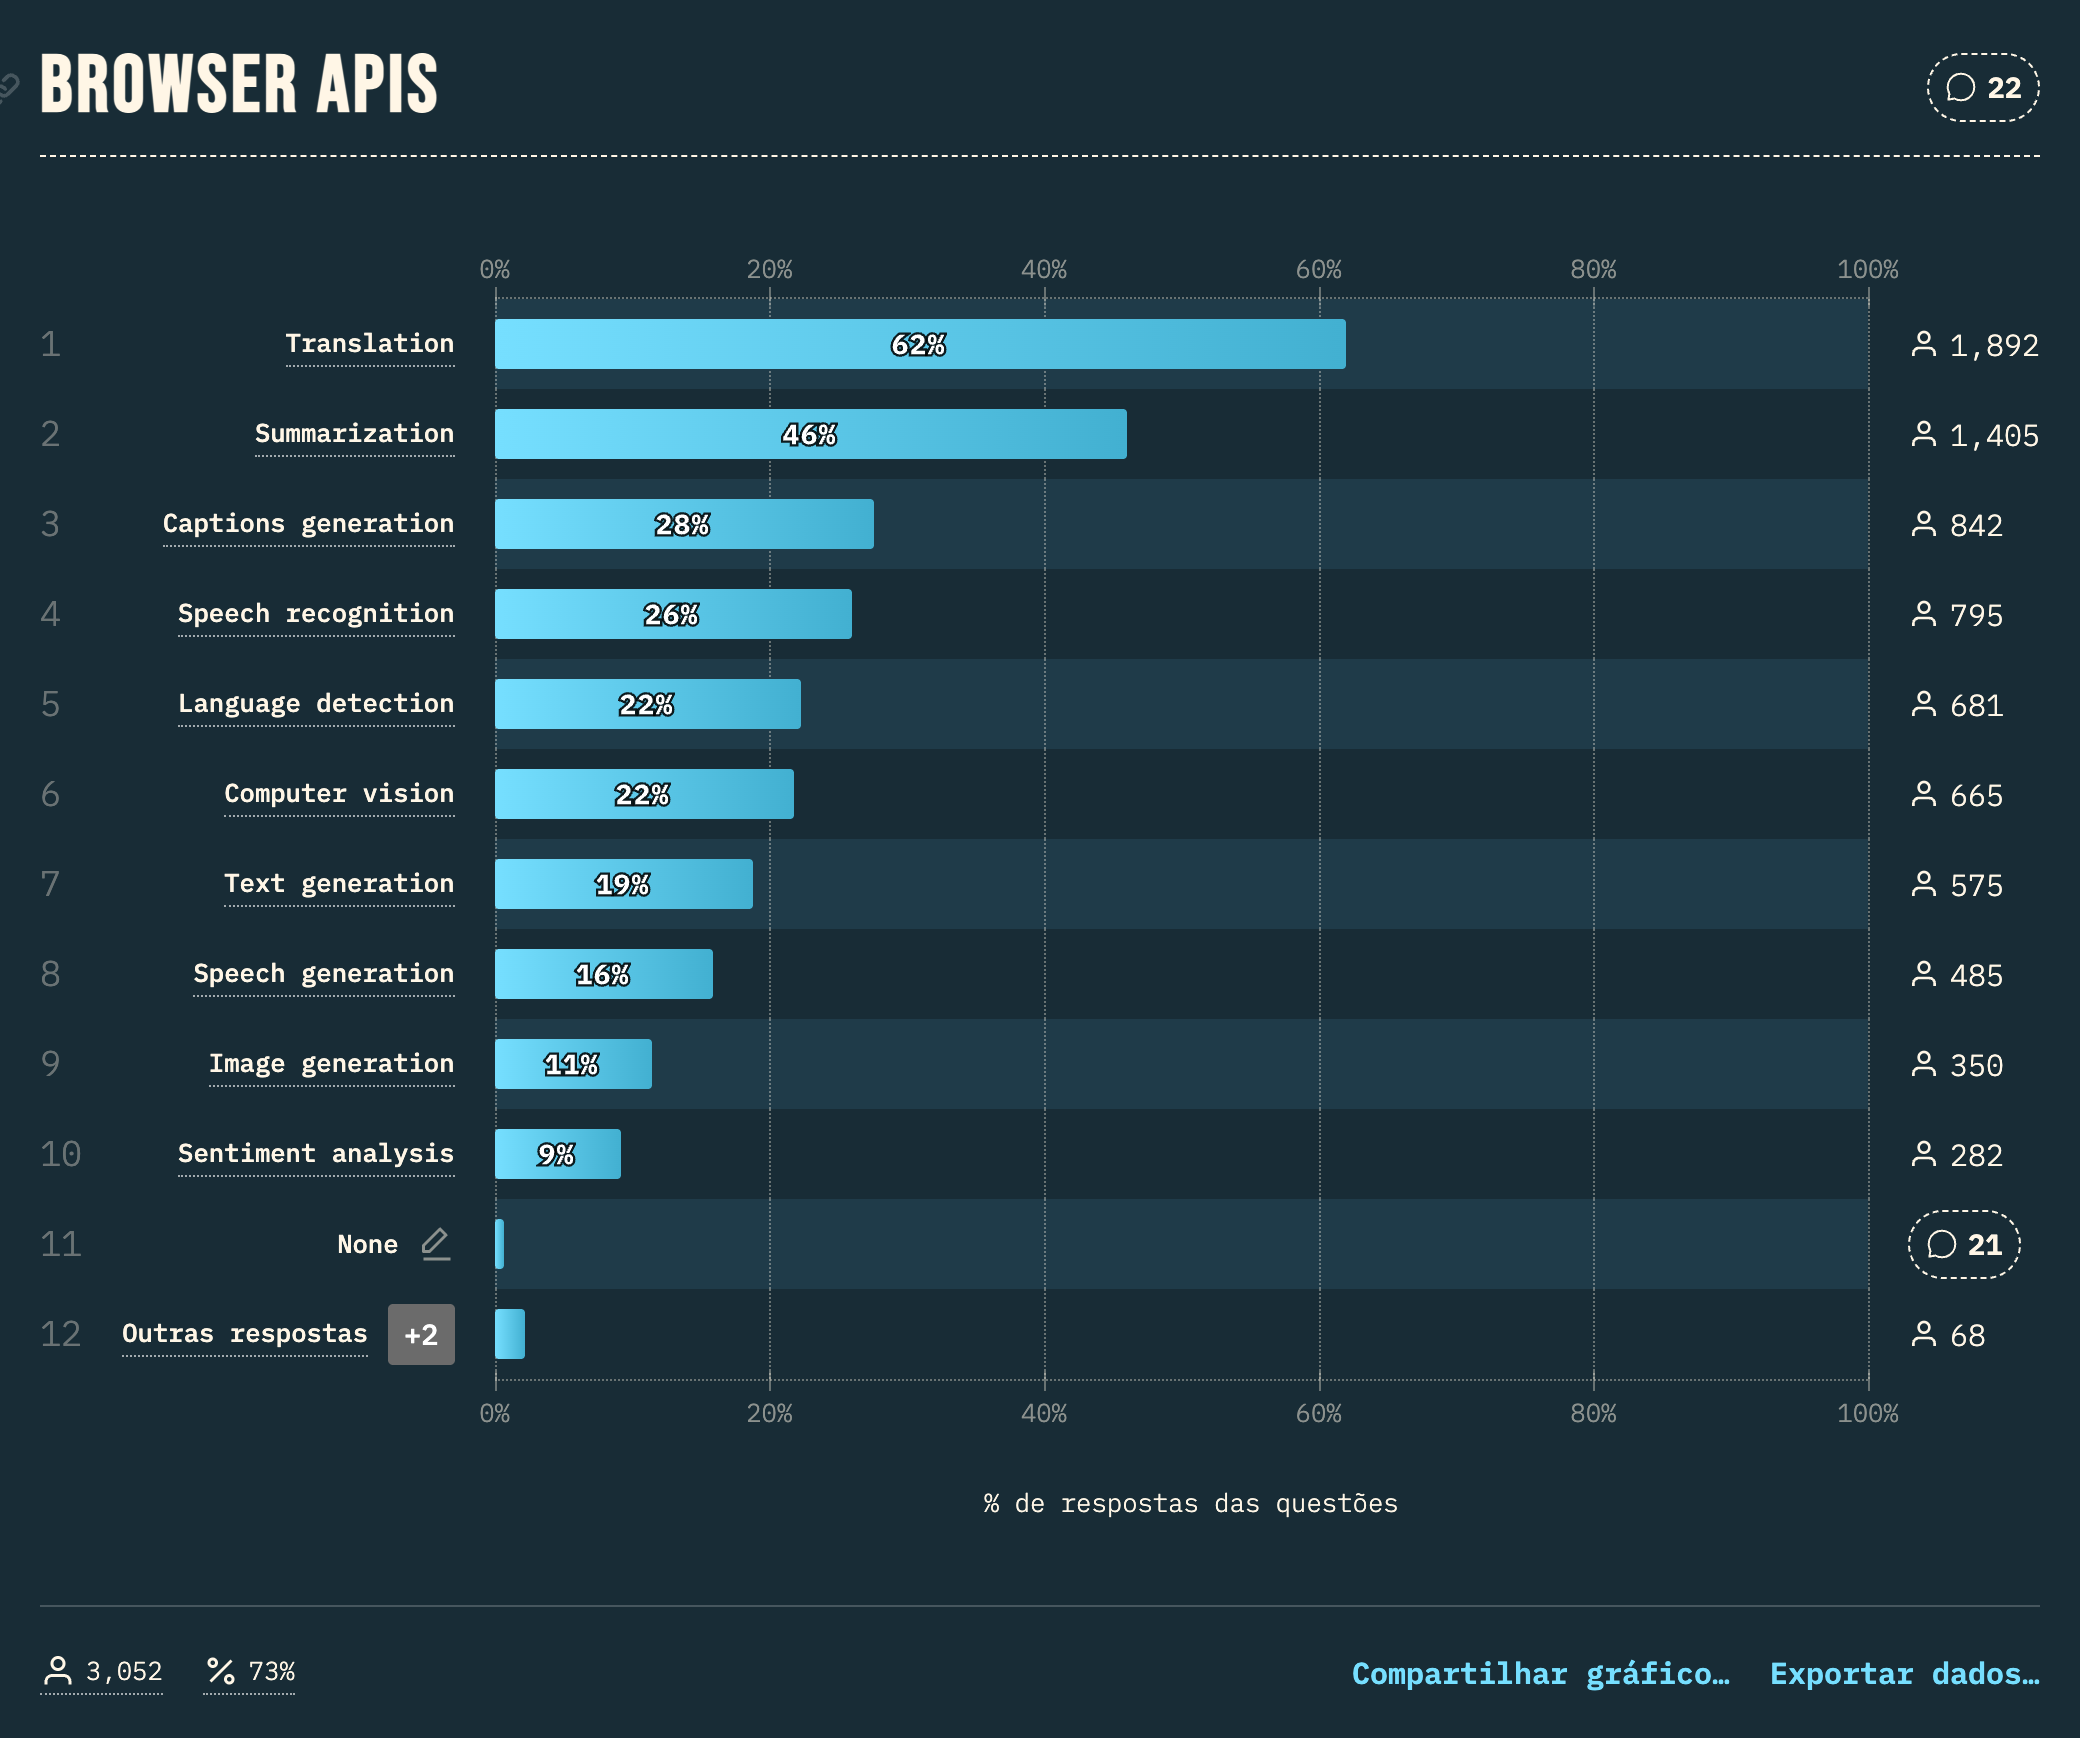 BROWSER APIS
22
0% 20% 40% 60% 80% 100%
1 Translation 62% 1,892
2 Summarization 46% 1,405
3 Captions generation 28% 842
4 Speech recognition 26% 795
5 Language detection 22% 681
6 Computer vision 22% 665
7 Text generation 19% 575
8 Speech generation 16% 485
9 Image generation 11% 350
10 Sentiment analysis 9% 282
11 None 21
12 Outras respostas +2 68
0% 20% 40% 60% 80% 100%
% de respostas das questões
3,052 % 73% Compartilhar gráfico… Exportar dados…